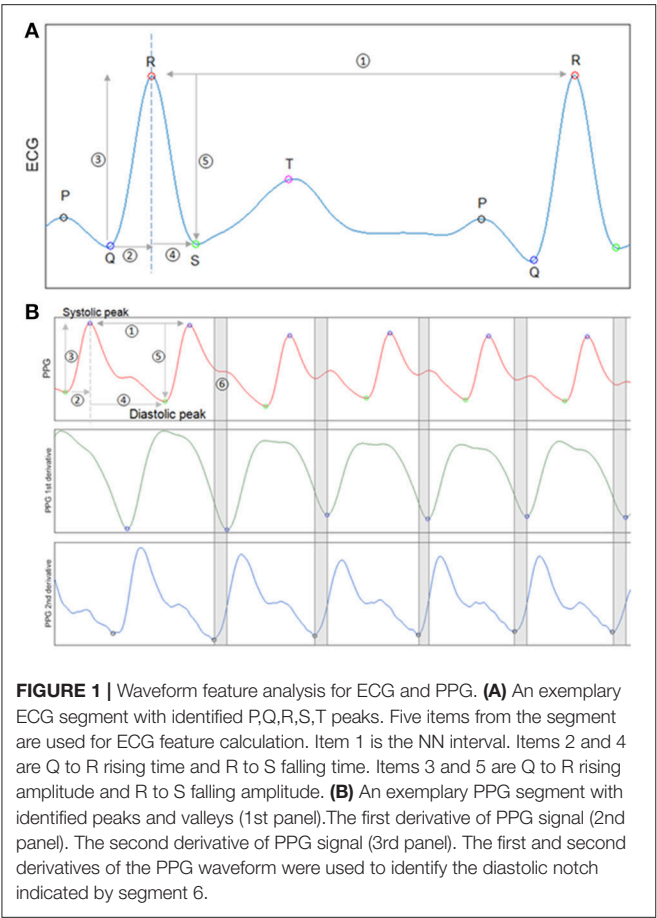 A
R
R
①
ECG
③
⑤
T
P
P
②
④
Q
S
Q
B
Systolic peak
①
PPG
③
⑤
②
④
⑥
Diastolic peak
PPG 1st derivative
PPG 2nd derivative
FIGURE 1 | Waveform feature analysis for ECG and PPG. (A) An exemplary
ECG segment with identified P,Q,R,S,T peaks. Five items from the segment
are used for ECG feature calculation. Item 1 is the NN interval. Items 2 and 4
are Q to R rising time and R to S falling time. Items 3 and 5 are Q to R rising
amplitude and R to S falling amplitude. (B) An exemplary PPG segment with
identified peaks and valleys (1st panel).The first derivative of PPG signal (2nd
panel). The second derivative of PPG signal (3rd panel). The first and second
derivatives of the PPG waveform were used to identify the diastolic notch
indicated by segment 6.